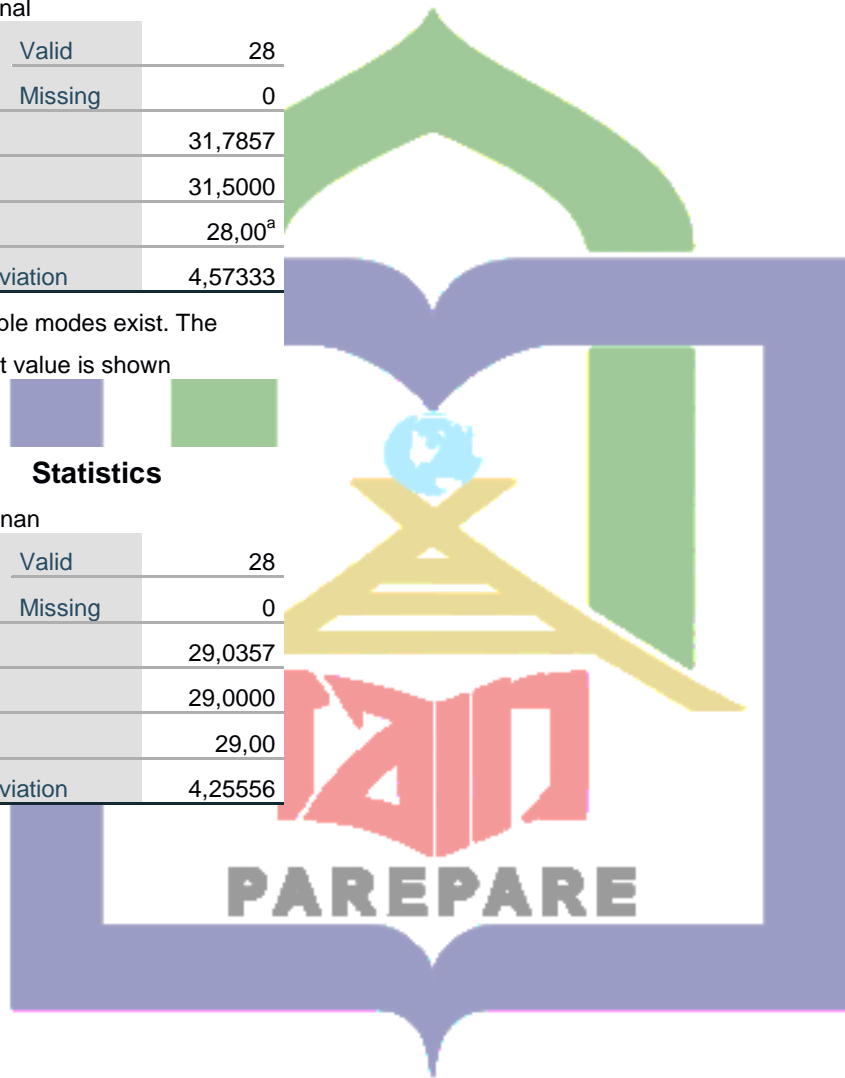 nal
Valid 28
Missing 0
31,7857
31,5000
28,00a
viation 4,57333
ple modes exist. The
t value is shown
Statistics
nan
Valid 28
Missing 0
29,0357
29,0000
29,00
viation 4,25556
IAIN
PAREPARE